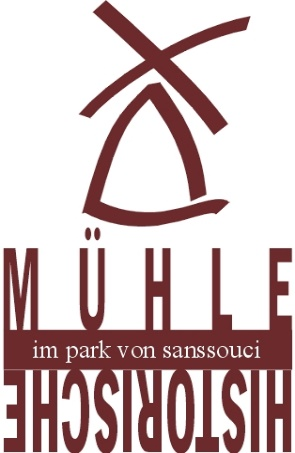 MÜHLE
im park von sanssouci
HISTORISCHE